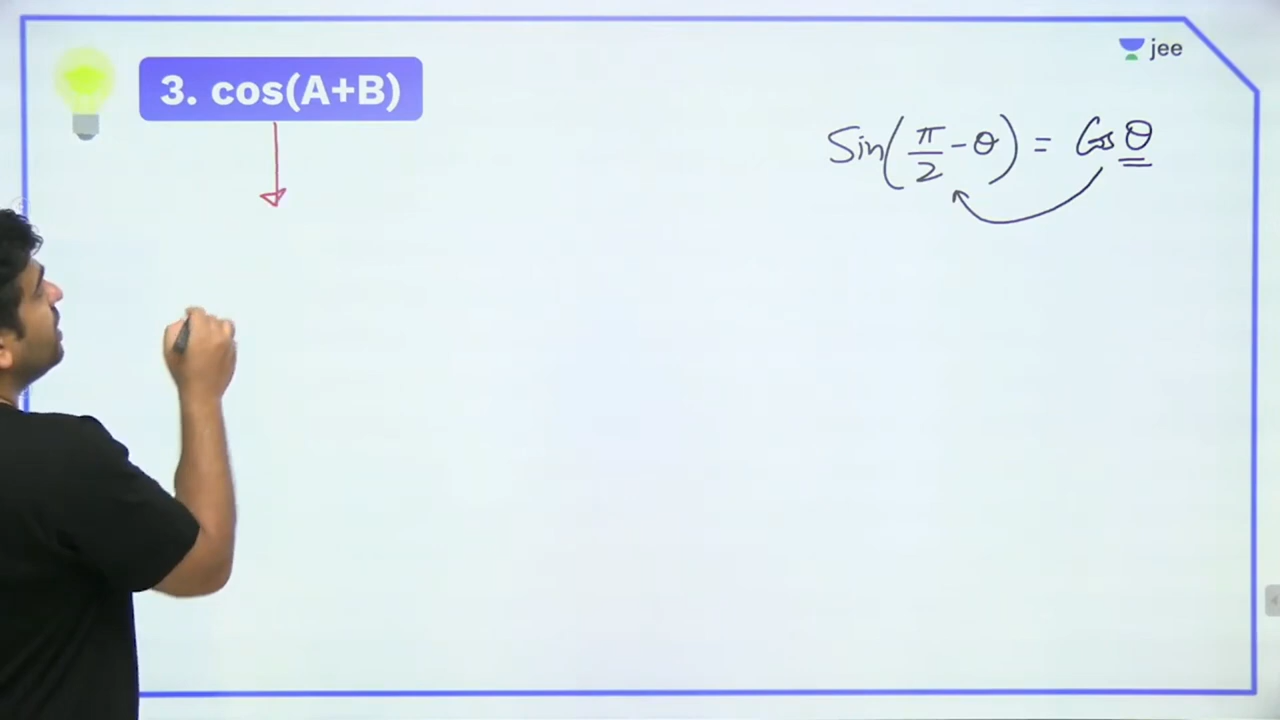 3. cos(A+B)
jee
Sin(π/2 - θ) = Cos θ